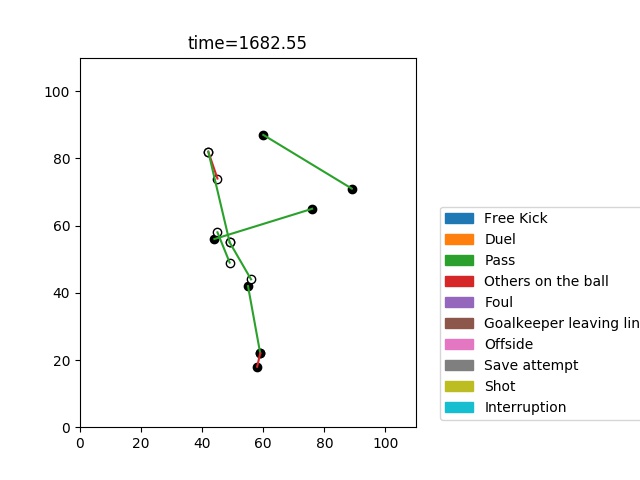 time=1682.55
100
80
60
40
20
0
0 20 40 60 80 100
Free Kick
Duel
Pass
Others on the ball
Foul
Goalkeeper leaving lin
Offside
Save attempt
Shot
Interruption